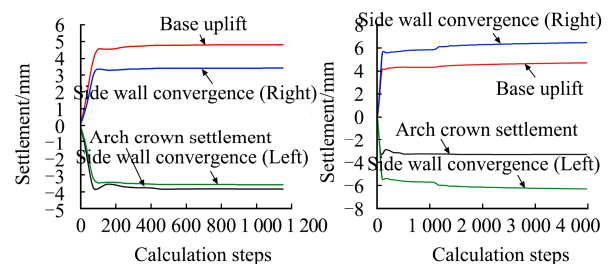 Settlement/mm
6
5
4
3
2
1
0
−1
−2
−3
−4
−5
Base uplift
Side wall convergence (Right)
Arch crown settlement
Side wall convergence (Left)
0 200 400 600 800 1 000 1 200
Calculation steps
Settlement/mm
8
6
4
2
0
−2
−4
−6
−8
Side wall convergence (Right)
Base uplift
Arch crown settlement
Side wall convergence (Left)
0 1 000 2 000 3 000 4 000
Calculation steps